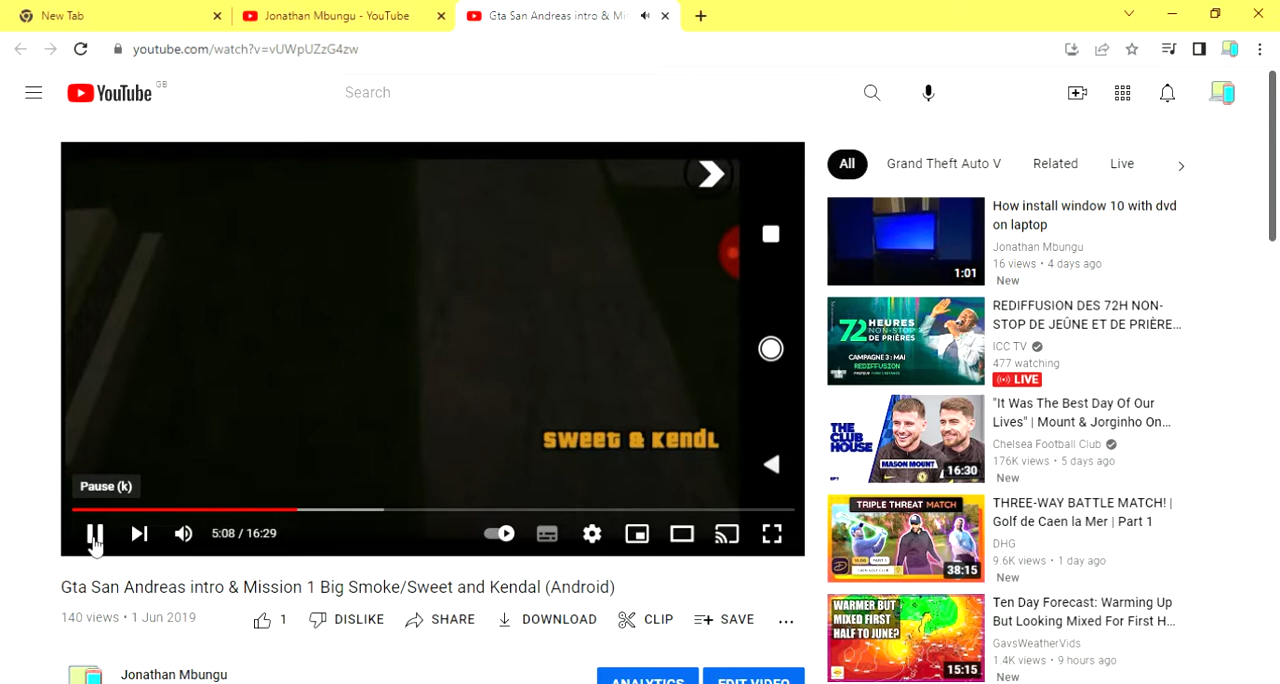 New Tab
Jonathan Mbungu - YouTube
Gta San Andreas intro & Mi
youtube.com/watch?v=vUWpUZzG4zw
YouTube GB
Search
All
Grand Theft Auto V
Related
Live
SWEET & KENDL
Pause (k)
5:08 / 16:29
Gta San Andreas intro & Mission 1 Big Smoke/Sweet and Kendal (Android)
140 views • 1 Jun 2019
1
DISLIKE
SHARE
DOWNLOAD
CLIP
SAVE
Jonathan Mbungu
ANALYTICS
EDIT VIDEO
1:01
How install window 10 with dvd
on laptop
Jonathan Mbungu
16 views • 4 days ago
New
72 HEURES
NON-STOP
DE PRIÈRES
CAMPAGNE 3 : MAI
REDIFFUSION
REDIFFUSION DES 72H NON-
STOP DE JEÛNE ET DE PRIÈRE...
ICC TV
477 watching
LIVE
THE
CLUB
HOUSE
MASON MOUNT
16:30
"It Was The Best Day Of Our
Lives" | Mount & Jorginho On...
Chelsea Football Club
176K views • 5 days ago
New
TRIPLE THREAT MATCH
38:15
THREE-WAY BATTLE MATCH! |
Golf de Caen la Mer | Part 1
DHG
9.6K views • 1 day ago
New
WARMER BUT
MIXED FIRST
HALF TO JUNE?
15:15
Ten Day Forecast: Warming Up
But Looking Mixed For First H...
GavsWeatherVids
1.4K views • 9 hours ago
New